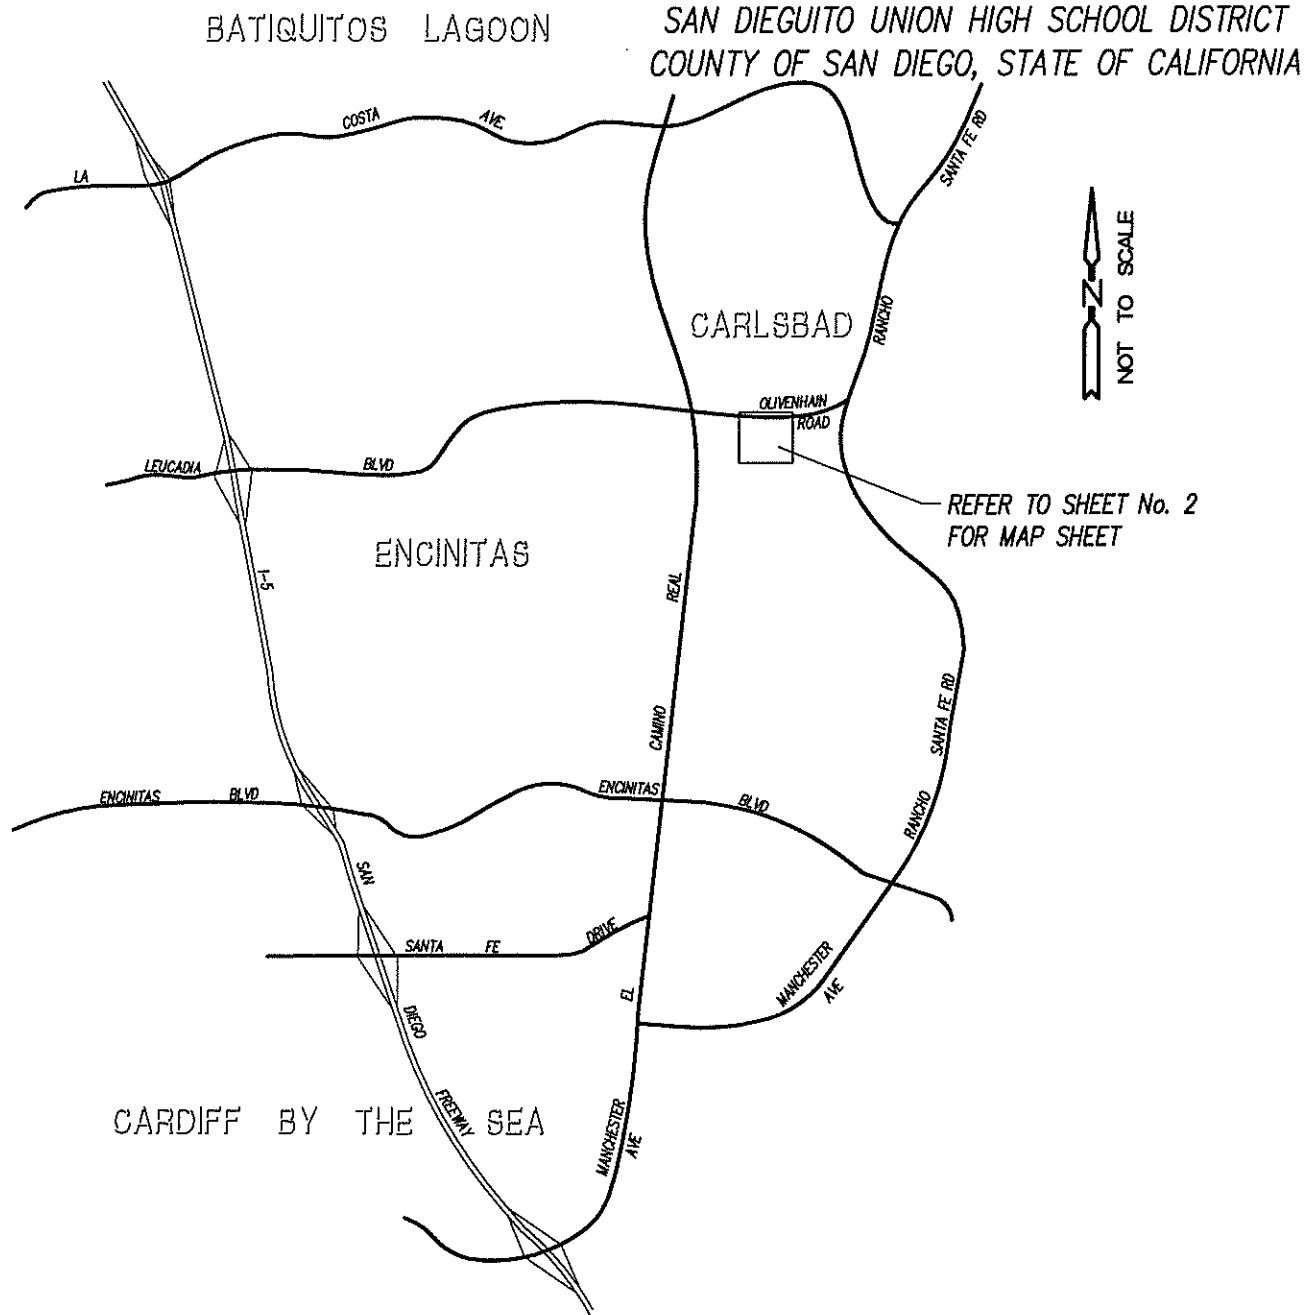 BATIQUITOS LAGOON
SAN DIEGUITO UNION HIGH SCHOOL DISTRICT
COUNTY OF SAN DIEGO, STATE OF CALIFORNIA
LA
COSTA
AVE
SANTA FE RD
RANCHO
N
NOT TO SCALE
CARLSBAD
OLIVENHAIN
ROAD
LEUCADIA
BLVD
REFER TO SHEET No. 2
FOR MAP SHEET
ENCINITAS
I-5
REAL
CAMINO
SANTA FE RD
RANCHO
ENCINITAS
BLVD
ENCINITAS
BLVD
SAN
SANTA
FE
DRIVE
MANCHESTER
AVE
EL
DIEGO
FREEWAY
CARDIFF BY THE SEA
MANCHESTER
AVE